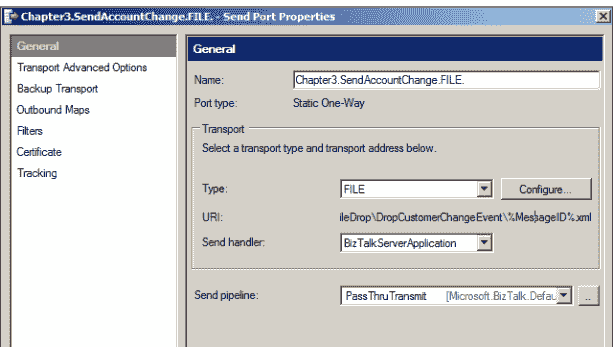 Chapter3.SendAccountChange.FILE. - Send Port Properties
General
Transport Advanced Options
Backup Transport
Outbound Maps
Filters
Certificate
Tracking
General
Name: Chapter3.SendAccountChange.FILE.
Port type: Static One-Way
Transport
Select a transport type and transport address below.
Type: FILE Configure...
URI: ileDrop\DropCustomerChangeEvent\%MessageID%.xml
Send handler: BizTalkServerApplication
Send pipeline: PassThruTransmit [Microsoft.BizTalk.Defau ..